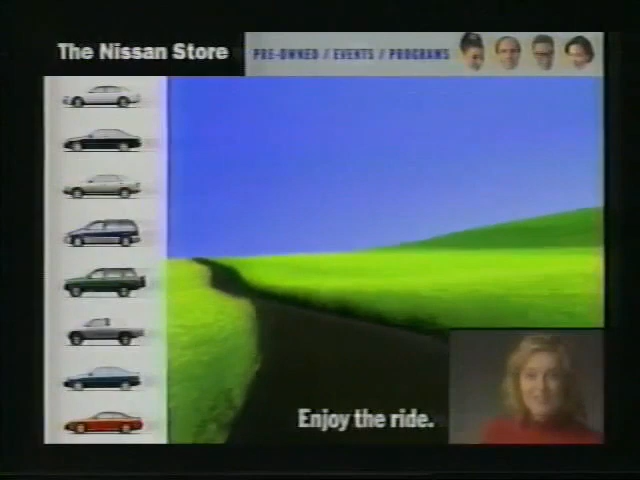 The Nissan Store
PRE-OWNED / EVENTS / PROGRAMS
Enjoy the ride.